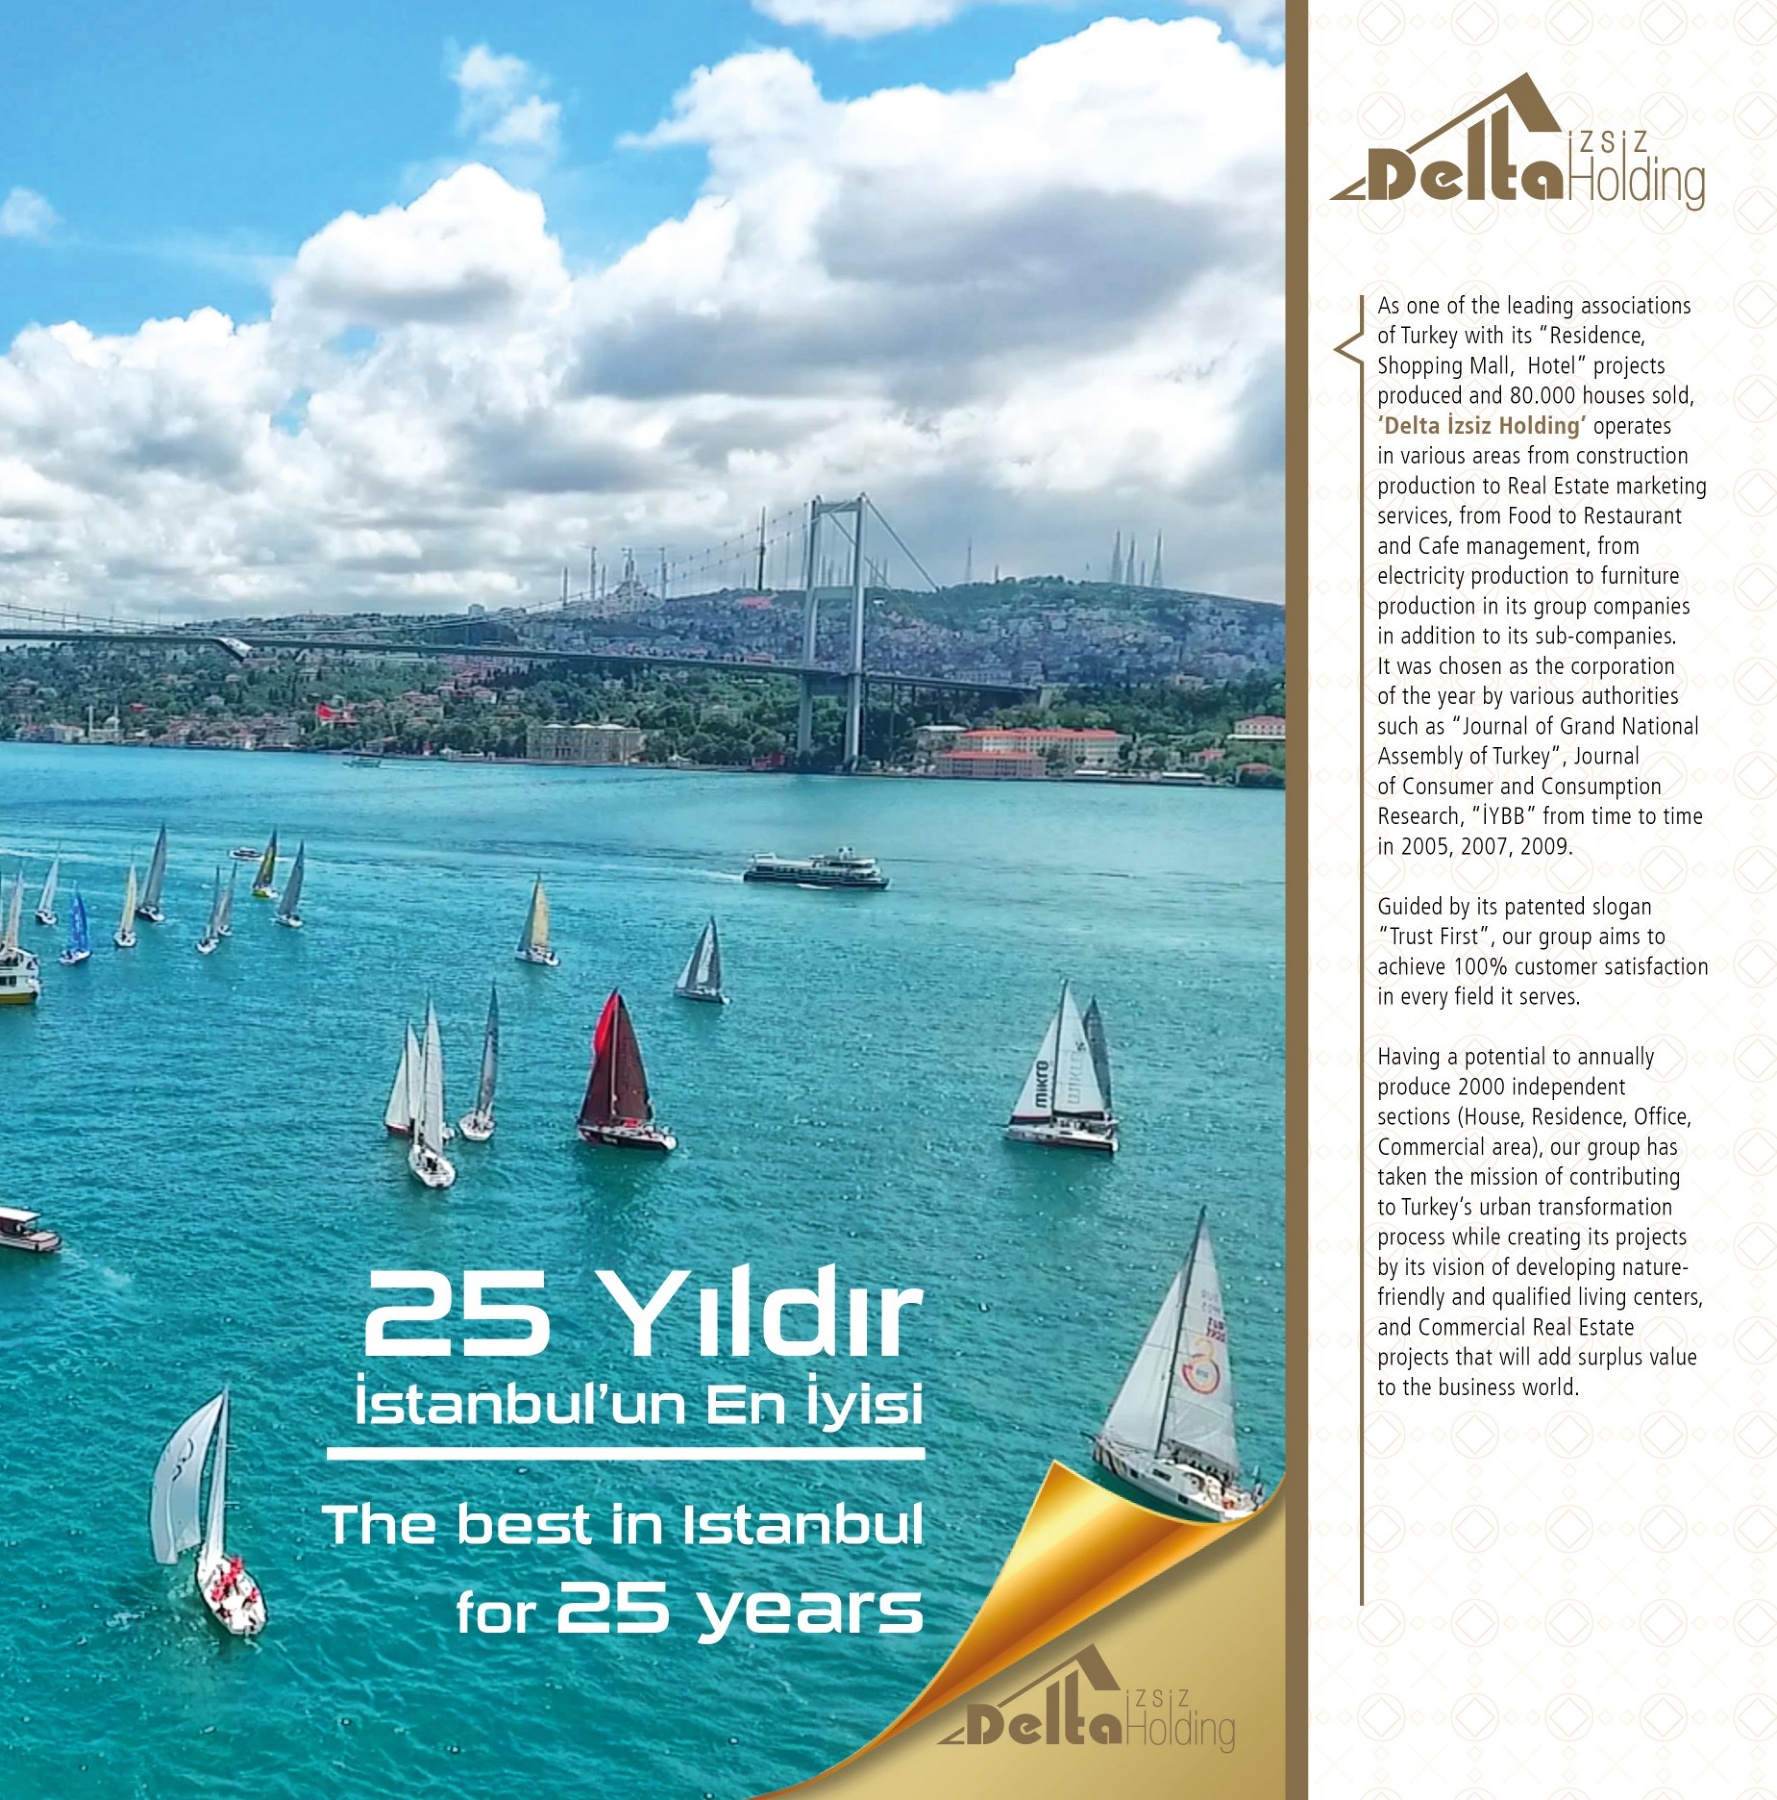 25 Yıldır
İstanbul'un En İyisi
The best in Istanbul
for 25 years
Delta İZSİZ Holding
mikro
Delta İZSİZ Holding
As one of the leading associations
of Turkey with its “Residence,
Shopping Mall, Hotel” projects
produced and 80.000 houses sold,
‘Delta İzsiz Holding’ operates
in various areas from construction
production to Real Estate marketing
services, from Food to Restaurant
and Cafe management, from
electricity production to furniture
production in its group companies
in addition to its sub-companies.
It was chosen as the corporation
of the year by various authorities
such as “Journal of Grand National
Assembly of Turkey”, Journal
of Consumer and Consumption
Research, “İYBB” from time to time
in 2005, 2007, 2009.
Guided by its patented slogan
“Trust First”, our group aims to
achieve 100% customer satisfaction
in every field it serves.
Having a potential to annually
produce 2000 independent
sections (House, Residence, Office,
Commercial area), our group has
taken the mission of contributing
to Turkey’s urban transformation
process while creating its projects
by its vision of developing nature-
friendly and qualified living centers,
and Commercial Real Estate
projects that will add surplus value
to the business world.